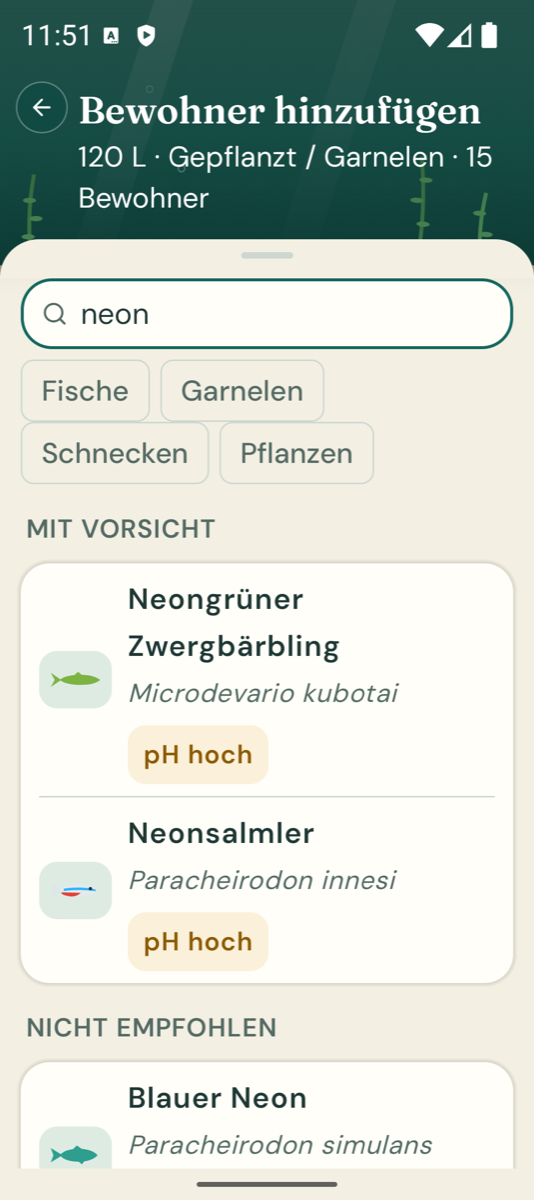 11:51
Bewohner hinzufügen
120 L · Gepflanzt / Garnelen · 15
Bewohner
neon
Fische
Garnelen
Schnecken
Pflanzen
MIT VORSICHT
Neongrüner
Zwergbärbling
Microdevario kubotai
pH hoch
Neonsalmler
Paracheirodon innesi
pH hoch
NICHT EMPFOHLEN
Blauer Neon
Paracheirodon simulans